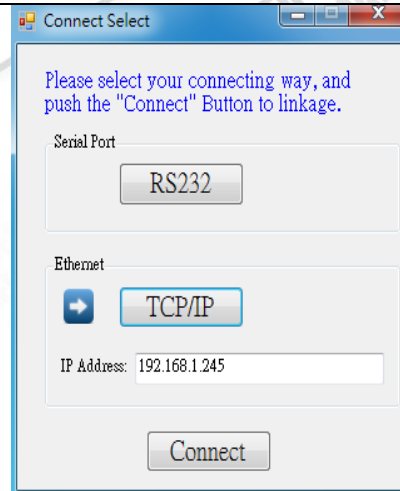 Connect Select
Please select your connecting way, and
push the "Connect" Button to linkage.
Serial Port
RS232
Ethernet
TCP/IP
IP Address: 192.168.1.245
Connect